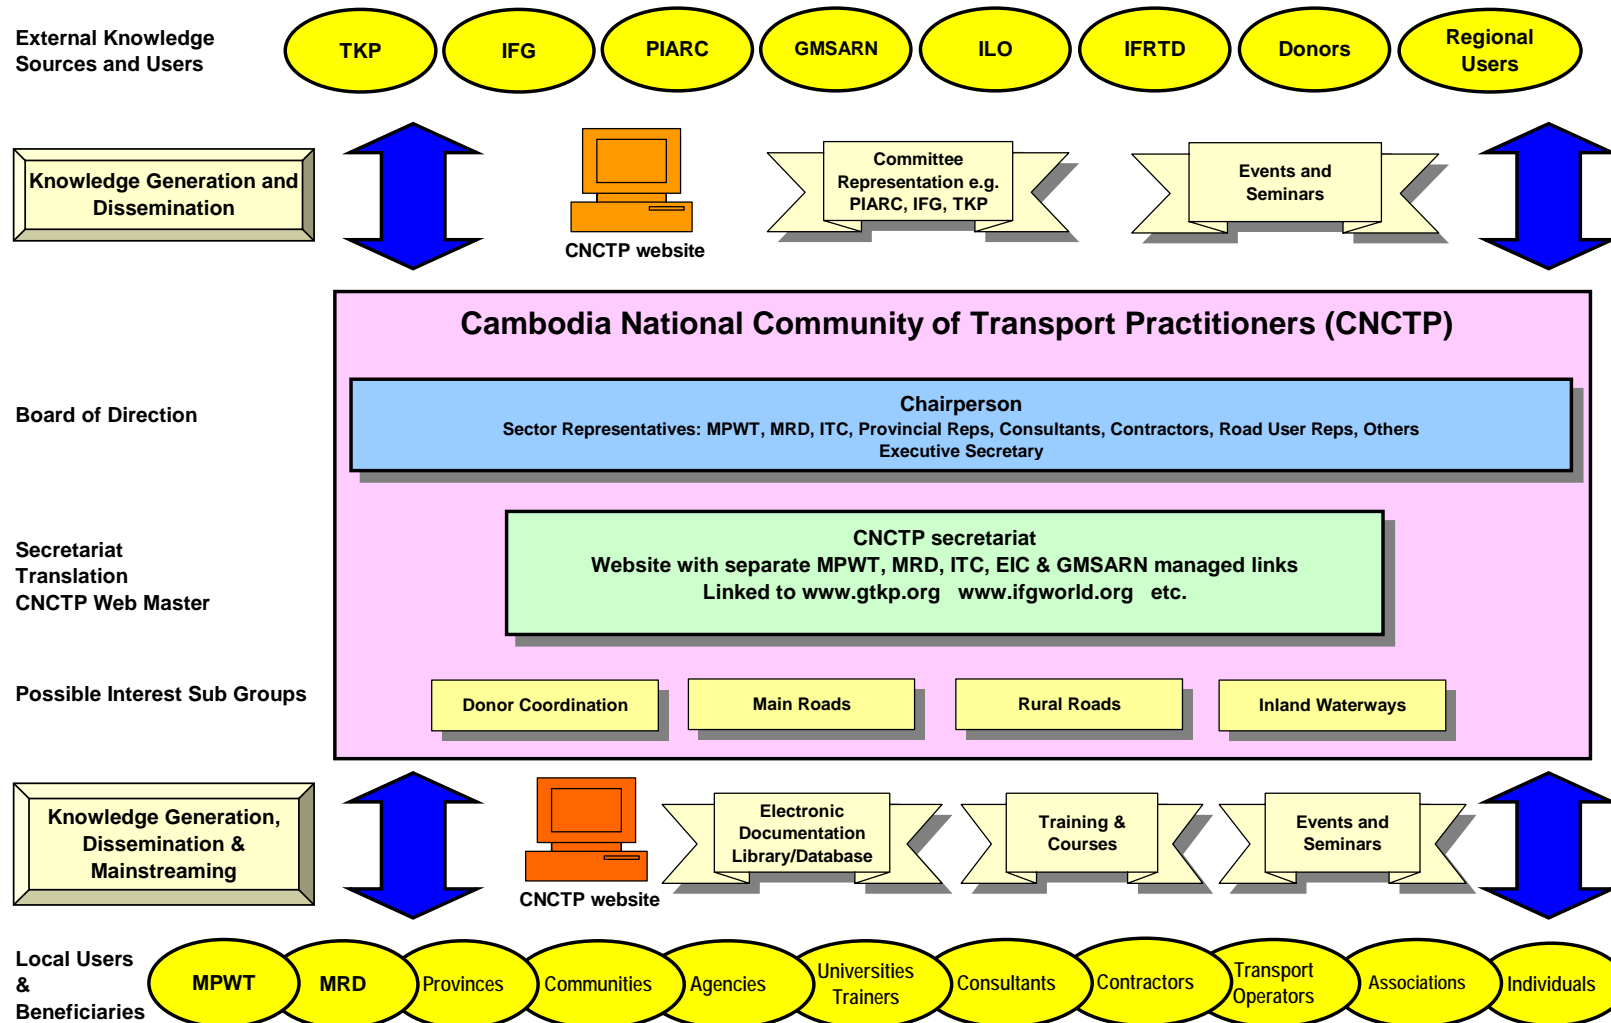 External Knowledge
Sources and Users
TKP
IFG
PIARC
GMSARN
ILO
IFRTD
Donors
Regional
Users
Knowledge Generation and
Dissemination
CNCTP website
Committee
Representation e.g.
PIARC, IFG, TKP
Events and
Seminars
Cambodia National Community of Transport Practitioners (CNCTP)
Board of Direction
Chairperson
Sector Representatives: MPWT, MRD, ITC, Provincial Reps, Consultants, Contractors, Road User Reps, Others
Executive Secretary
Secretariat
Translation
CNCTP Web Master
CNCTP secretariat
Website with separate MPWT, MRD, ITC, EIC & GMSARN managed links
Linked to www.gtkp.org www.ifgworld.org etc.
Possible Interest Sub Groups
Donor Coordination
Main Roads
Rural Roads
Inland Waterways
Knowledge Generation,
Dissemination &
Mainstreaming
CNCTP website
Electronic
Documentation
Library/Database
Training &
Courses
Events and
Seminars
Local Users
&
Beneficiaries
MPWT
MRD
Provinces
Communities
Agencies
Universities
Trainers
Consultants
Contractors
Transport
Operators
Associations
Individuals